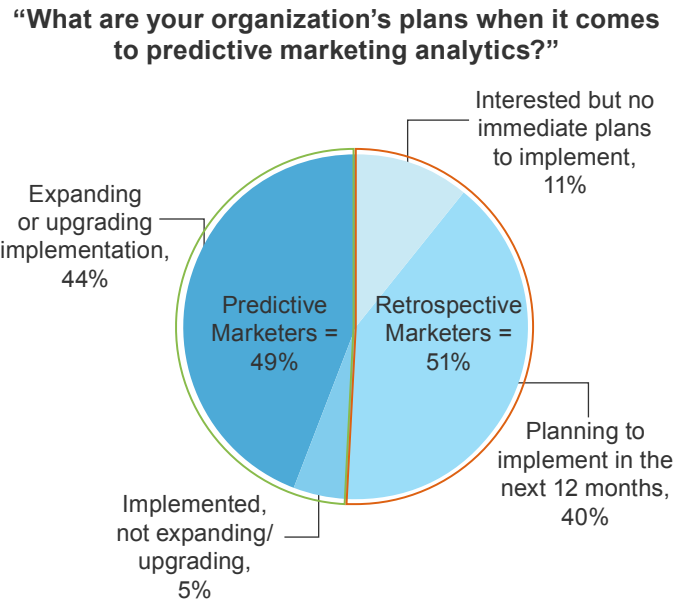 “What are your organization’s plans when it comes
to predictive marketing analytics?”
Interested but no
immediate plans
to implement,
11%
Expanding
or upgrading
implementation,
44%
Predictive
Marketers =
49%
Retrospective
Marketers =
51%
Planning to
implement in the
next 12 months,
40%
Implemented,
not expanding/
upgrading,
5%